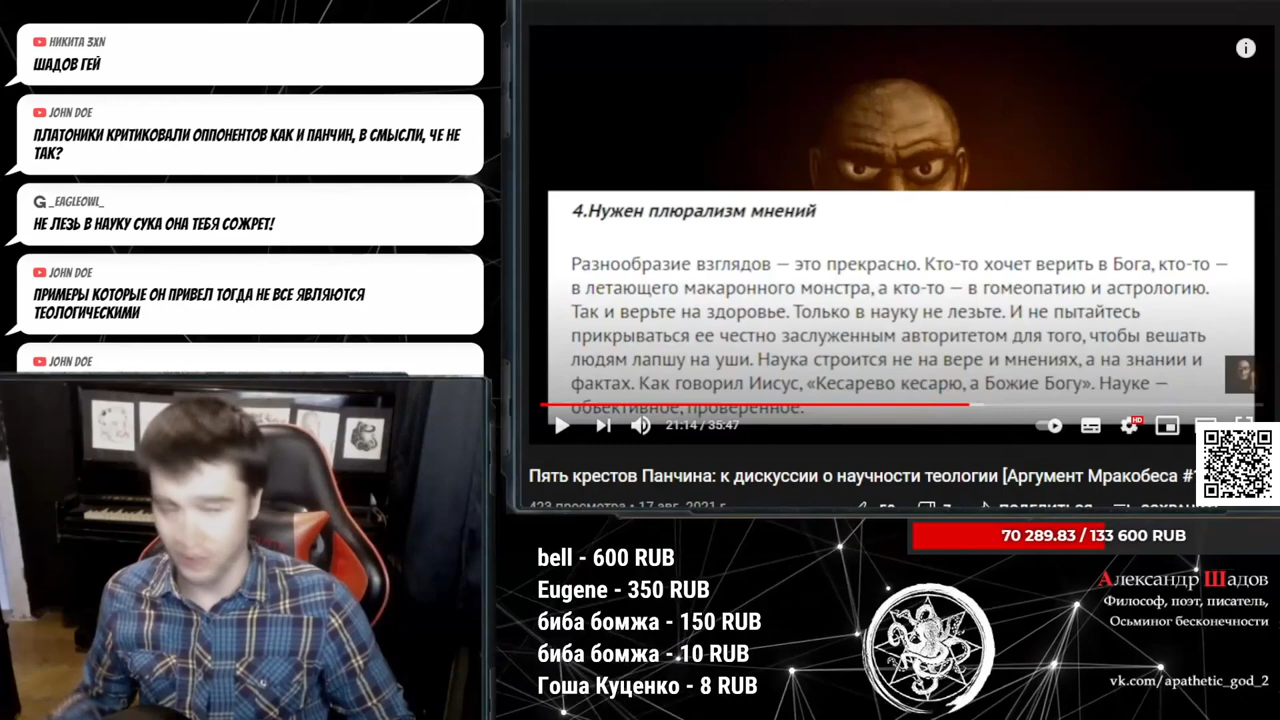 НИКИТА ЗХN
ШАДОВ ГЕЙ
JOHN DOE
ПЛАТОНИКИ КРИТИКОВАЛИ ОППОНЕНТОВ КАК И ПАНЧИН, В СМЫСЛИ, ЧЕ НЕ
ТАК?
G _EAGLEOWL_
НЕ ЛЕЗЬ В НАУКУ СУКА ОНА ТЕБЯ СОЖРЕТ!
JOHN DOE
ПРИМЕРЫ КОТОРЫЕ ОН ПРИВЕЛ ТОГДА НЕ ВСЕ ЯВЛЯЮТСЯ
ТЕОЛОГИЧЕСКИМИ
JOHN DOE
4.Нужен плюрализм мнений
Разнообразие взглядов — это прекрасно. Кто-то хочет верить в Бога, кто-то —
в летающего макаронного монстра, а кто-то — в гомеопатию и астрологию.
Так и верьте на здоровье. Только в науку не лезьте. И не пытайтесь
прикрываться ее честно заслуженным авторитетом для того, чтобы вешать
людям лапшу на уши. Наука строится не на вере и мнениях, а на знании и
фактах. Как говорил Иисус, «Кесарево кесарю, а Божие Богу». Науке —
объективное, проверенное.
21:14 / 35:47
HD
Пять крестов Панчина: к дискуссии о научности теологии [Аргумент Мракобеса
423 просмотра • 17 авг. 2021 г.
70 289.83 / 133 600 RUB
bell - 600 RUB
Eugene - 350 RUB
биба бомжа - 150 RUB
биба бомжа - 10 RUB
Гоша Куценко - 8 RUB
Александр Шадов
Философ, поэт, писатель,
Осьминог бесконечности
vk.com/apathetic_god_2